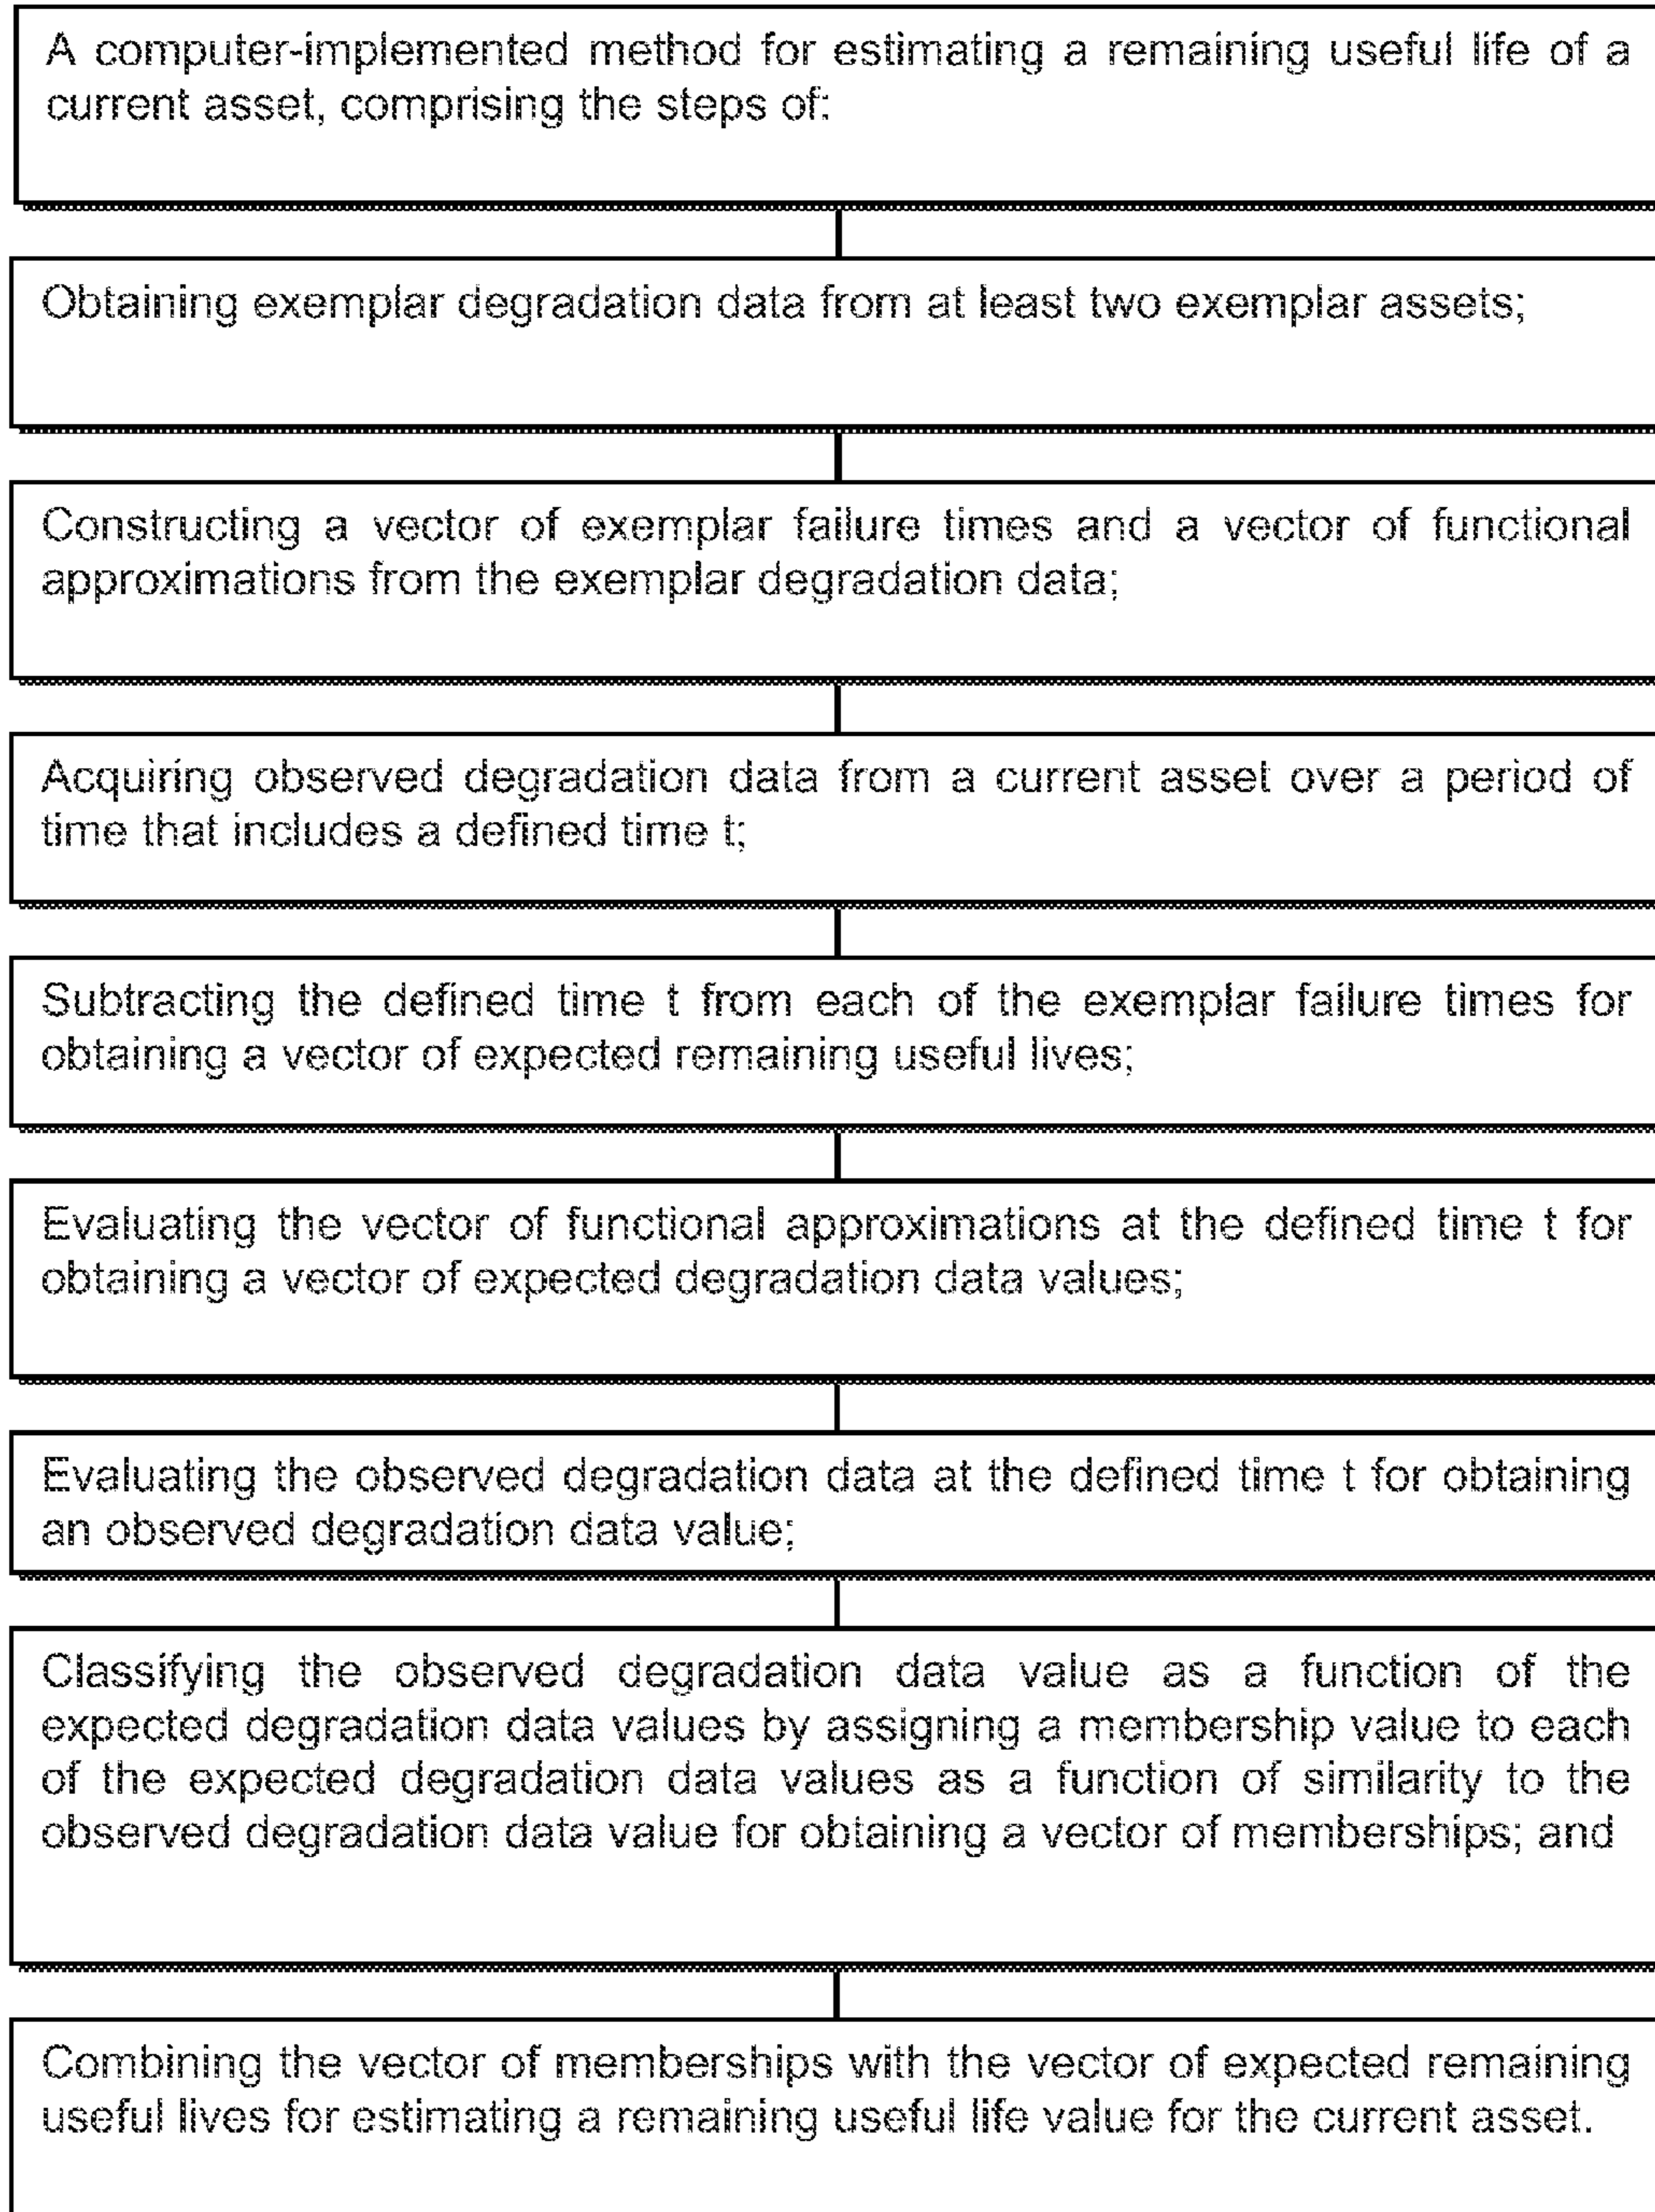 A computer-implemented method for estimating a remaining useful life of a
current asset, comprising the steps of:
Obtaining exemplar degradation data from at least two exemplar assets;
Constructing a vector of exemplar failure times and a vector of functional
approximations from the exemplar degradation data;
Acquiring observed degradation data from a current asset over a period of
time that includes a defined time t;
Subtracting the defined time t from each of the exemplar failure times for
obtaining a vector of expected remaining useful lives;
Evaluating the vector of functional approximations at the defined time t for
obtaining a vector of expected degradation data values;
Evaluating the observed degradation data at the defined time t for obtaining
an observed degradation data value;
Classifying the observed degradation data value as a function of the
expected degradation data values by assigning a membership value to each
of the expected degradation data values as a function of similarity to the
observed degradation data value for obtaining a vector of memberships; and
Combining the vector of memberships with the vector of expected remaining
useful lives for estimating a remaining useful life value for the current asset.